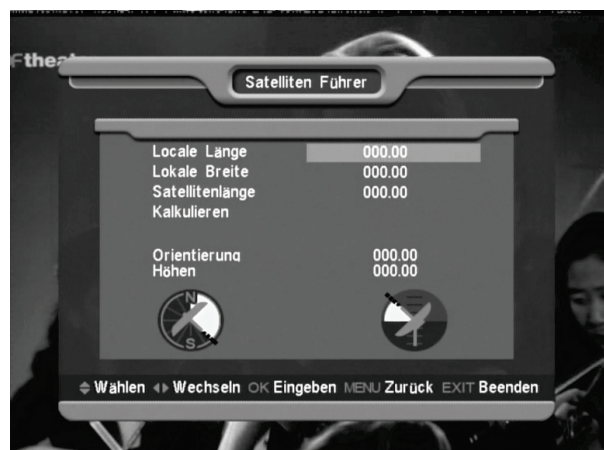 Fthea
Satelliten Führer
Locale Länge 000.00
Lokale Breite 000.00
Satellitenlänge 000.00
Kalkulieren
Orientierung 000.00
Höhen 000.00
N
S
Wählen Wechseln OK Eingeben MENU Zurück EXIT Beenden